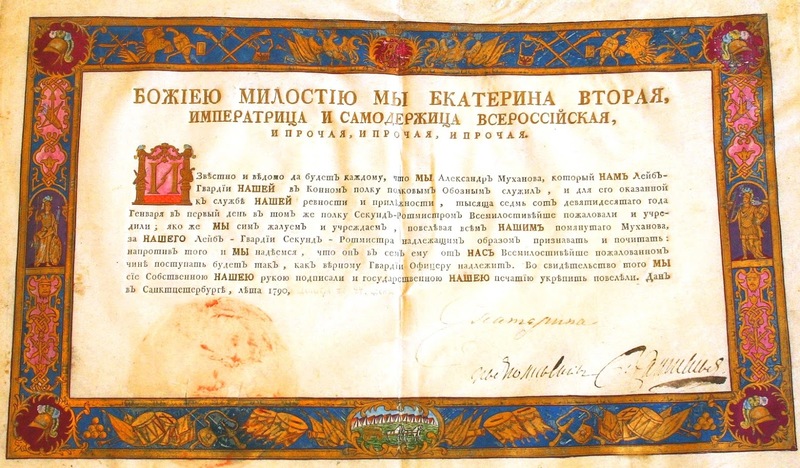 БОЖІЕЮ МИЛОСТІЮ МЫ ЕКАТЕРИНА ВТОРАЯ,
ИМПЕРАТРИЦА И САМОДЕРЖИЦА ВСЕРОССІЙСКАЯ,
И ПРОЧАЯ, И ПРОЧАЯ, И ПРОЧАЯ.
Извѣстно и вѣдомо да будетъ каждому, что МЫ Александръ Муханова, который НАМЪ Лейбъ-
Гвардіи НАШЕЙ въ Конномъ полку полковымъ Обознымъ служилъ, и для его оказанной
къ службѣ НАШЕЙ ревности и прилѣжности, тысяща седмь сотъ девятидесятаго года
Генваря въ первый день въ томъ же полку Секундъ-Ротмистромъ Всемилостивѣйше пожаловали и учре-
дили; яко же МЫ симъ жалуемъ и учреждаемъ, повелѣвая всѣмъ НАШИМЪ помянутаго Муханова,
за НАШЕГО Лейбъ-Гвардіи Секундъ-Ротмистра надлежащимъ образомъ признавать и почитать:
напротивъ того и МЫ надѣемся, что онъ въ семъ ему отъ НАСЪ Всемилостивѣйше пожалованномъ
чинѣ поступать будетъ такъ, какъ вѣрному Гвардіи Офицеру надлежитъ. Во свидѣтельство того МЫ
сіе Собственною НАШЕЮ рукою подписали и государственною НАШЕЮ печатію укрѣпить повелѣли. Данъ
въ Санктпетербургѣ, лѣта 1790,
Екатерина